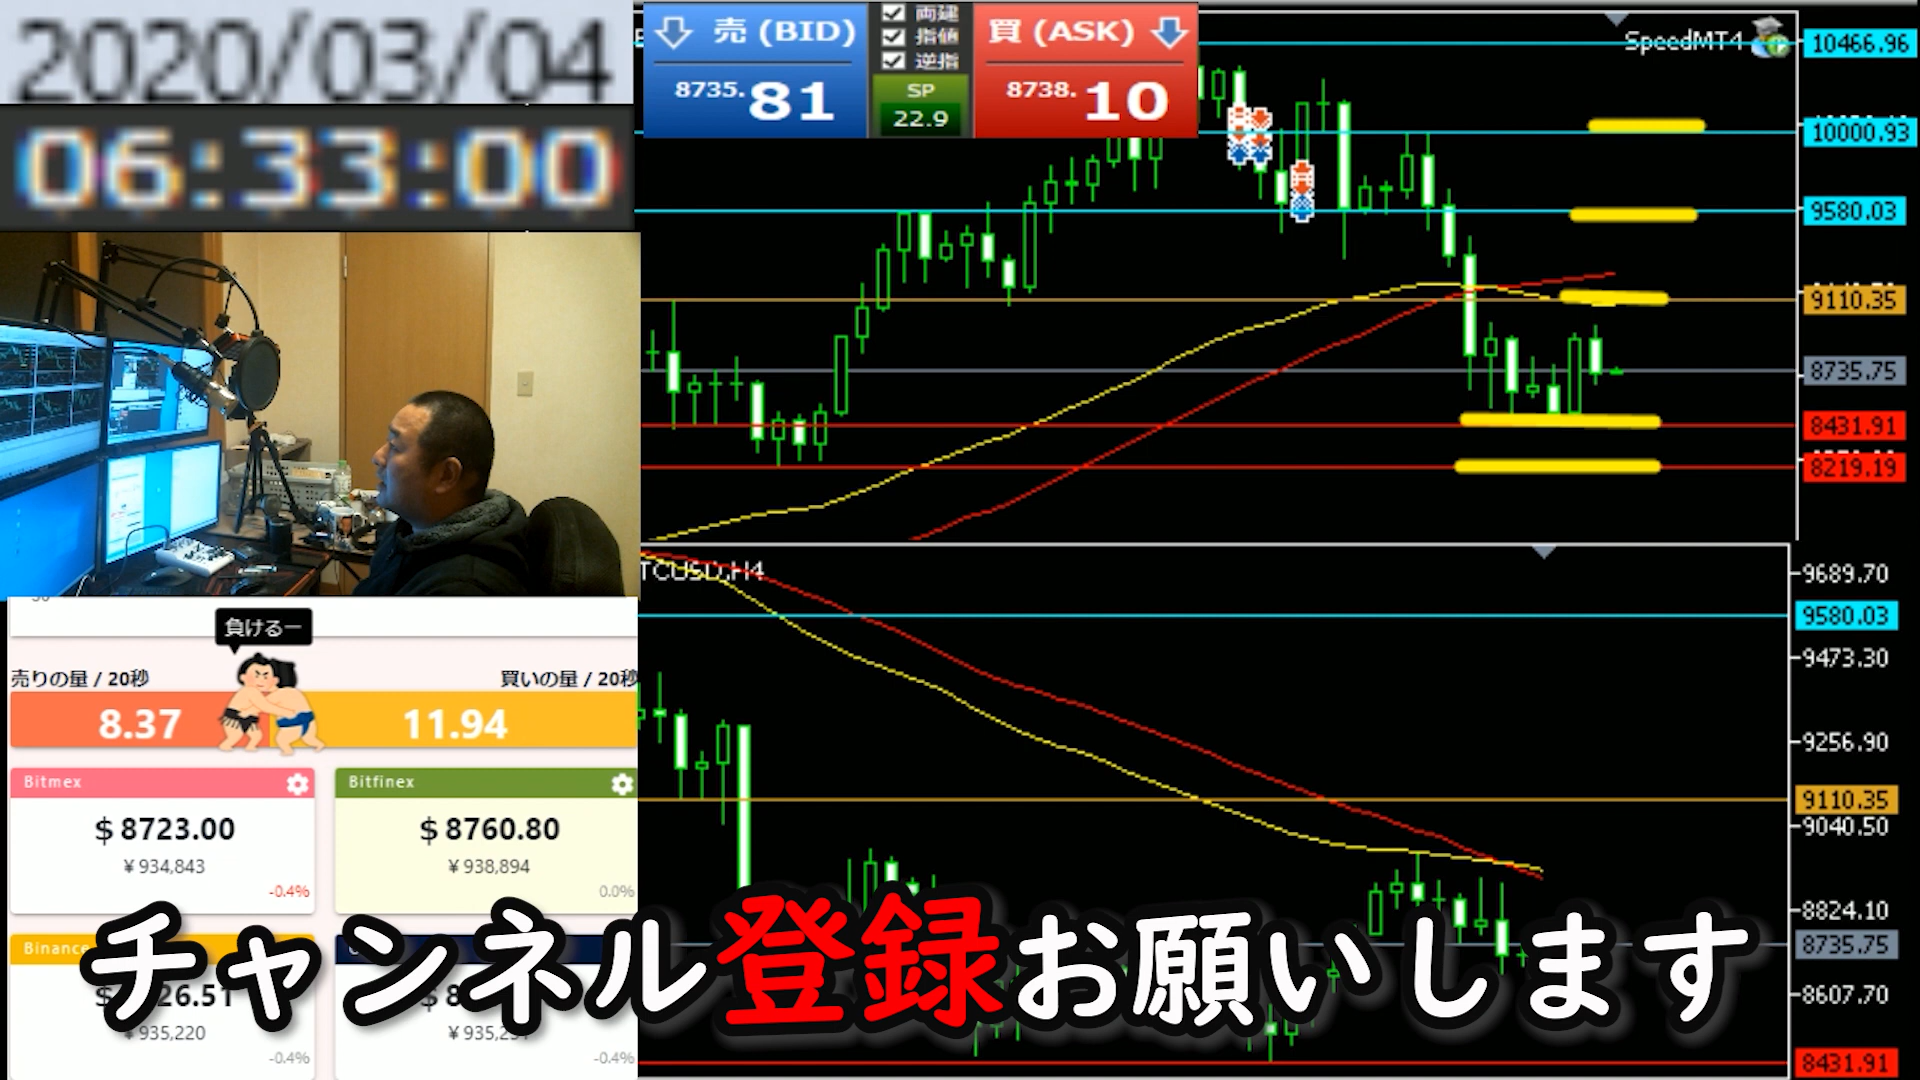 2020/03/04
06:33:00
売 (BID)
8735.81
両建
指値
逆指
SP
22.9
買 (ASK)
8738.10
SpeedMT4
10466.96
10000.93
9580.03
9110.35
8735.75
8431.91
8219.19
TCUSD,H4
9689.70
9580.03
9473.30
9256.90
9110.35
9040.50
8824.10
8735.75
8607.70
8431.91
負けるー
売りの量 / 20秒
買いの量 / 20秒
8.37
11.94
Bitmex
$ 8723.00
¥ 934,843
-0.4%
Bitfinex
$ 8760.80
¥ 938,894
0.0%
Binance
¥ 935,220
-0.4%
-0.4%
チャンネル登録お願いします